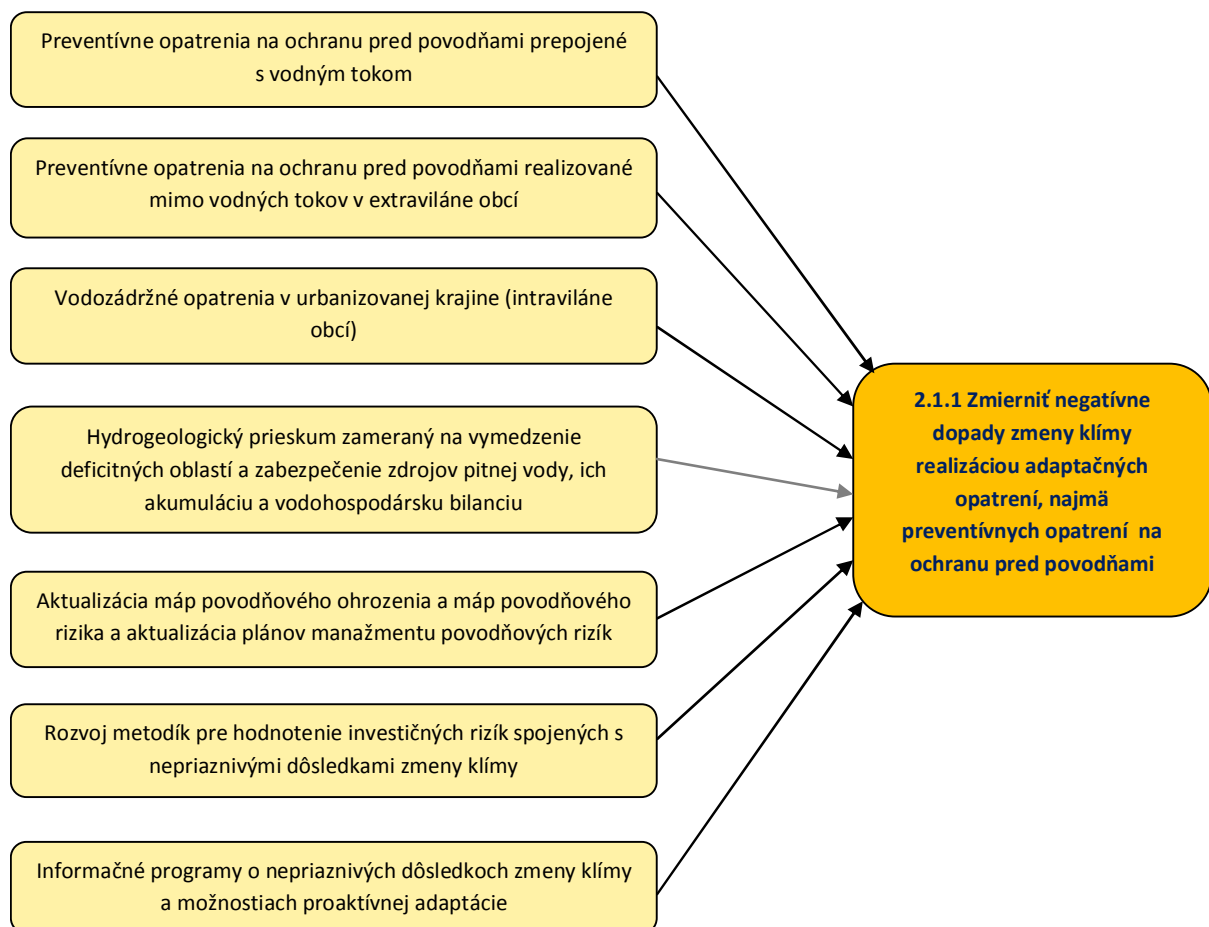 Preventívne opatrenia na ochranu pred povodňami prepojené
s vodným tokom
Preventívne opatrenia na ochranu pred povodňami realizované
mimo vodných tokov v extraviláne obcí
Vodozádržné opatrenia v urbanizovanej krajine (intraviláne
obcí)
Hydrogeologický prieskum zameraný na vymedzenie
deficitných oblastí a zabezpečenie zdrojov pitnej vody, ich
akumuláciu a vodohospodársku bilanciu
Aktualizácia máp povodňového ohrozenia a máp povodňového
rizika a aktualizácia plánov manažmentu povodňových rizík
Rozvoj metodík pre hodnotenie investičných rizík spojených s
nepriaznivými dôsledkami zmeny klímy
Informačné programy o nepriaznivých dôsledkoch zmeny klímy
a možnostiach proaktívnej adaptácie
2.1.1 Zmierniť negatívne
dopady zmeny klímy
realizáciou adaptačných
opatrení, najmä
preventívnych opatrení na
ochranu pred povodňami